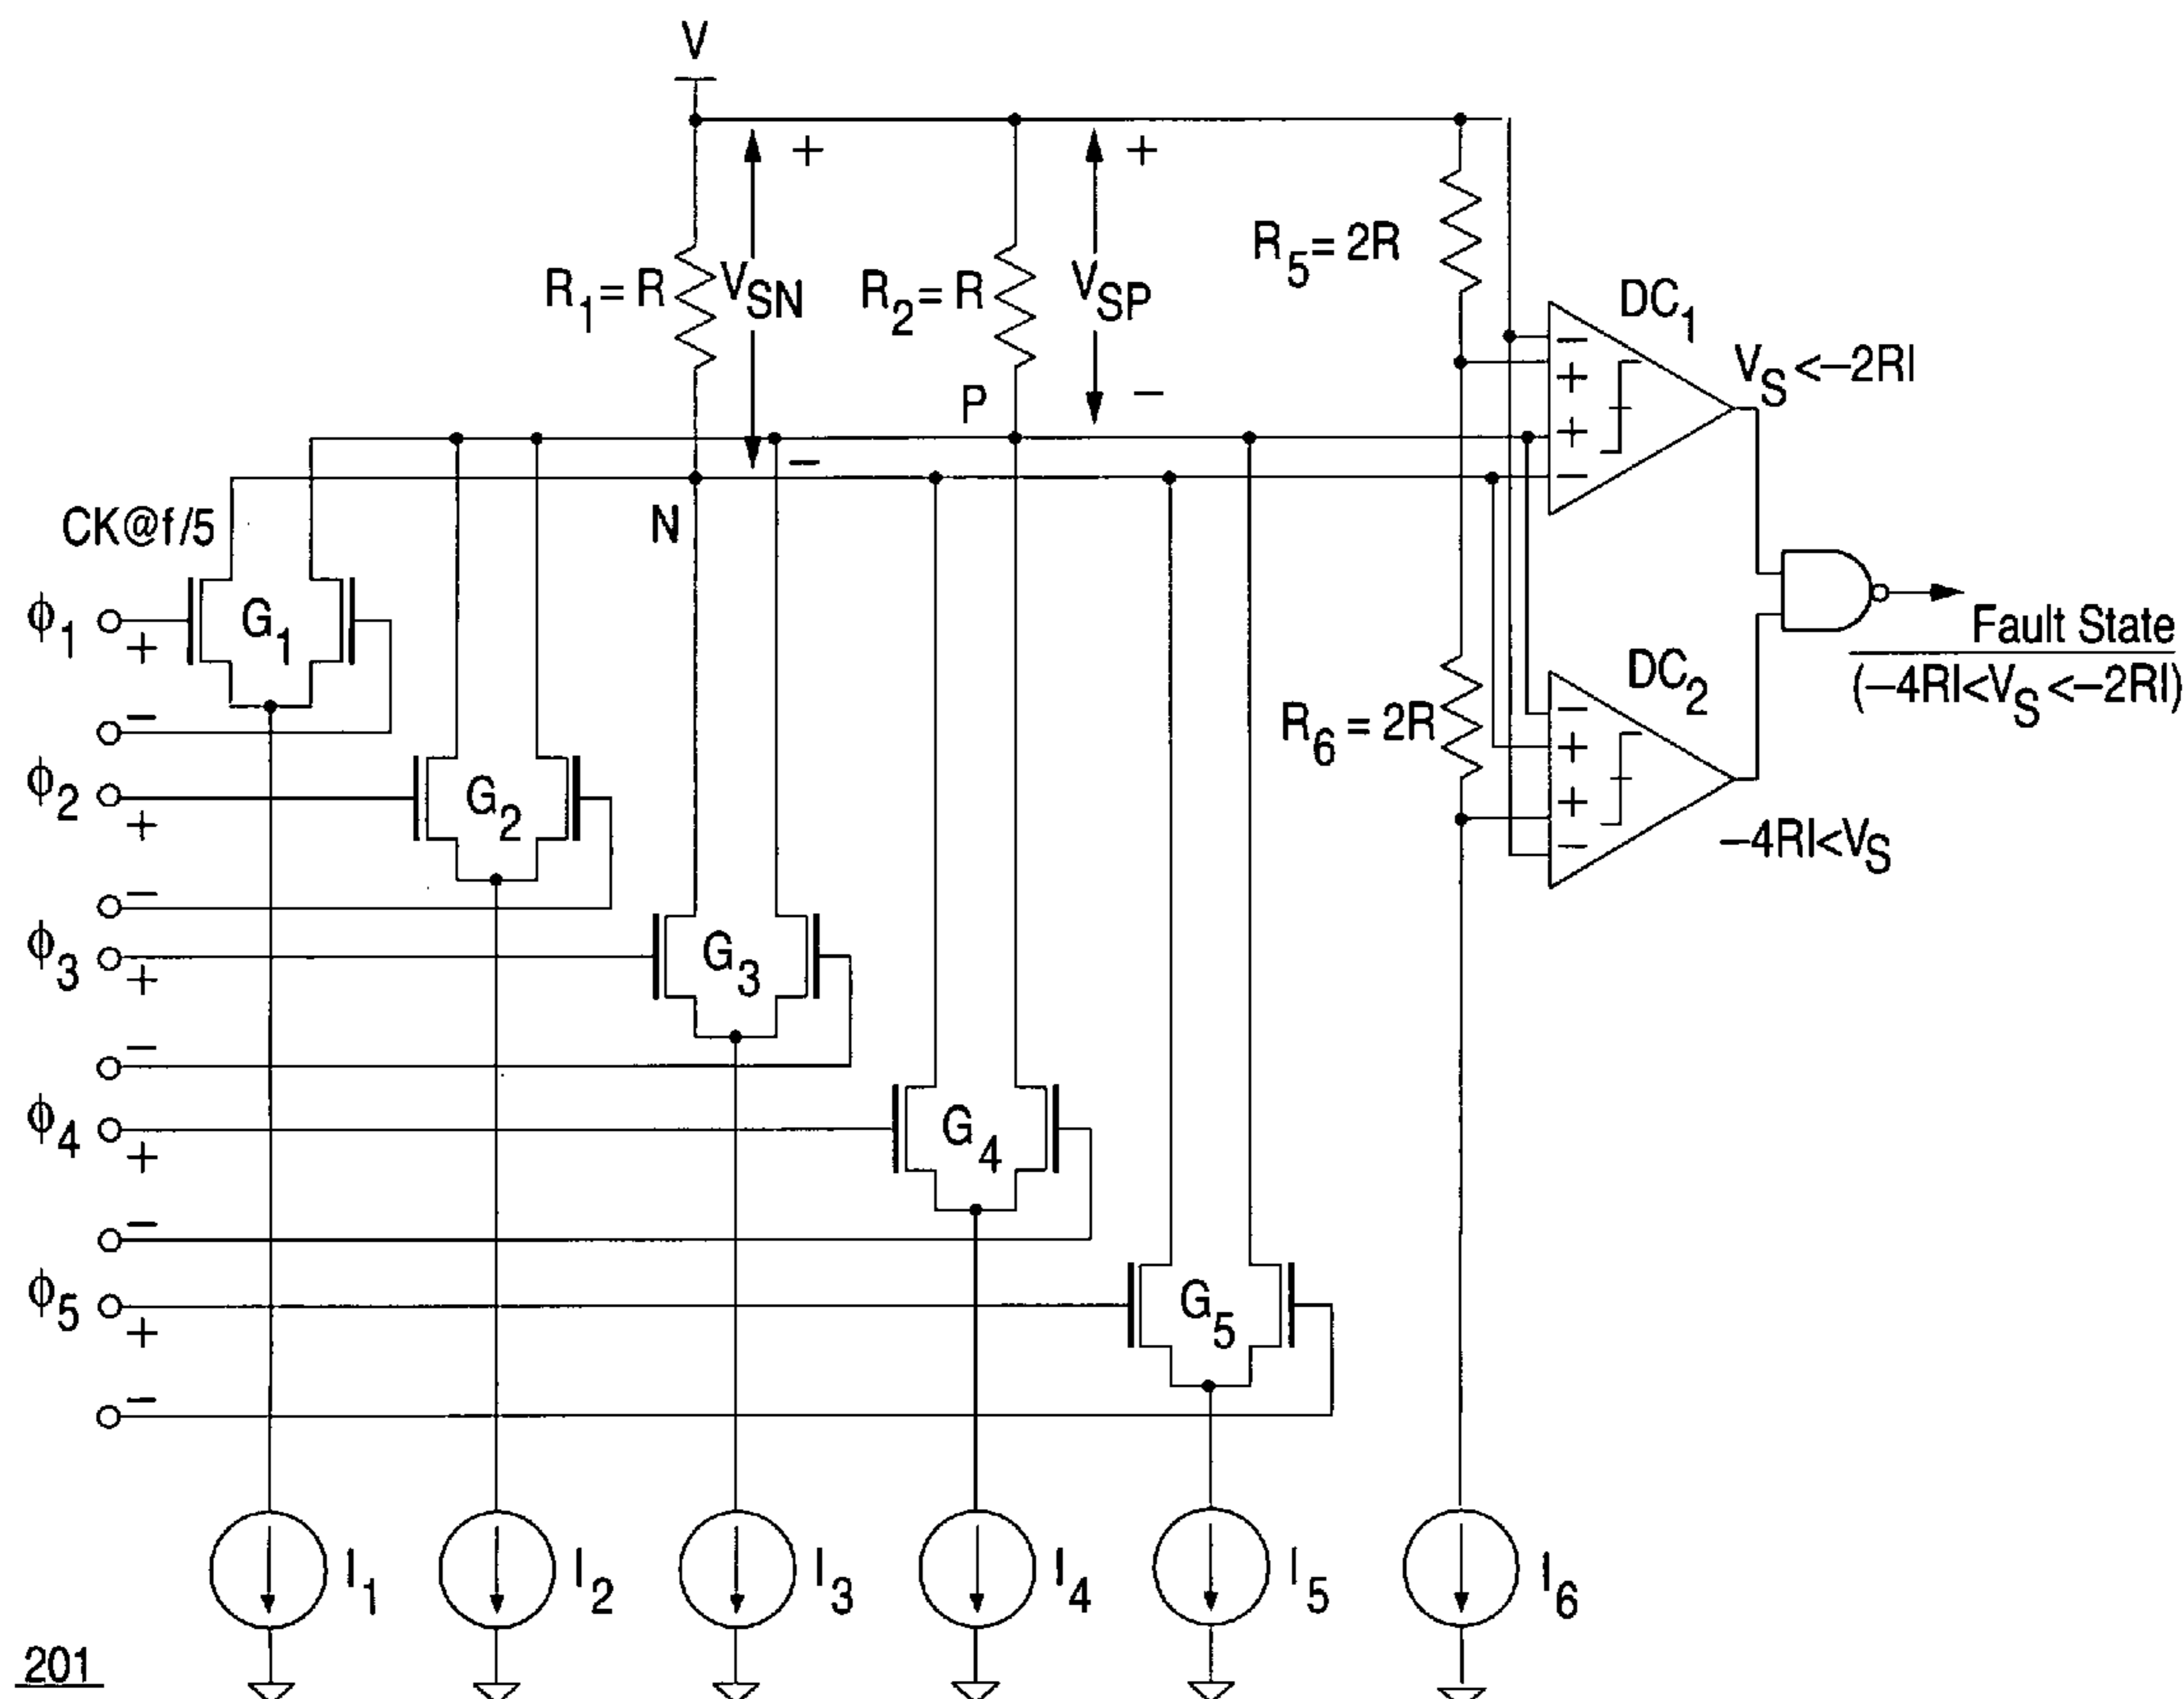 V
+
+
R5=2R
R1=R
VSN
R2=R
VSP
DC1
−
+
+
−
VS <−2RI
P
−
−
N
CK@f/5
ϕ1
+
G1
−
Fault State
(−4RI<VS <−2RI)
DC2
−
+
+
−
−4RI<VS
R6=2R
ϕ2
+
G2
−
ϕ3
+
G3
−
ϕ4
+
G4
−
ϕ5
+
G5
−
I1
I2
I3
I4
I5
I6
201